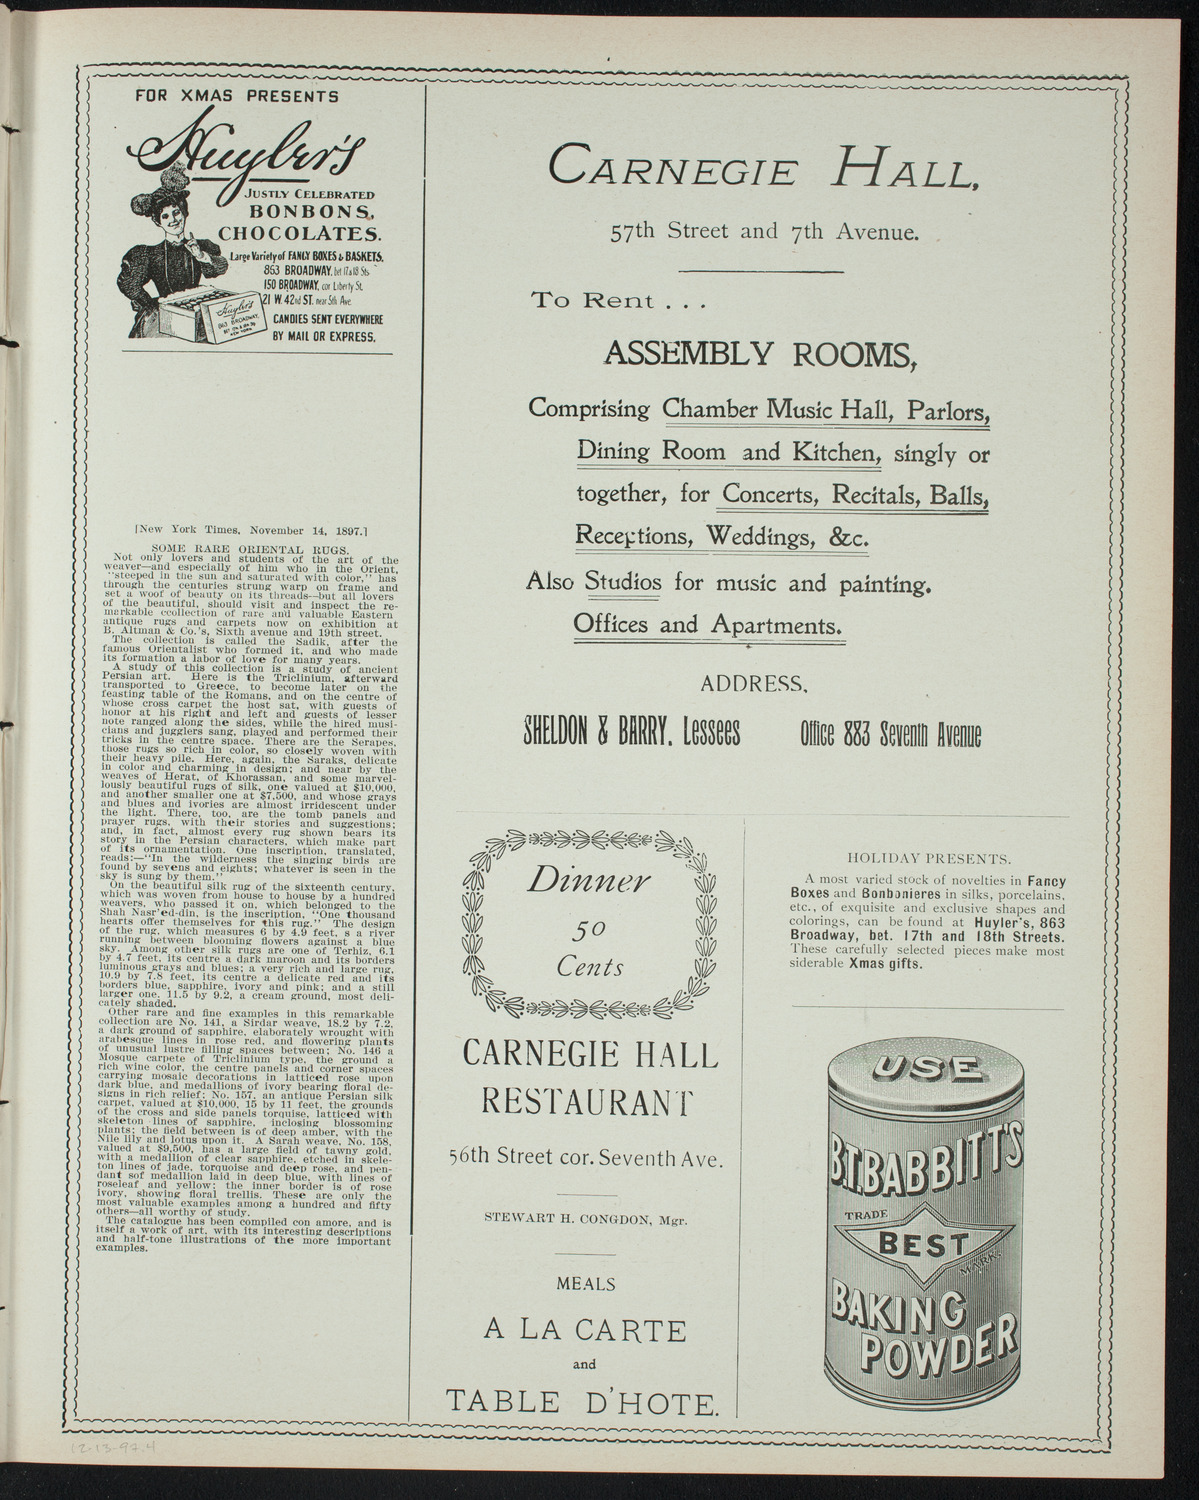 FOR XMAS PRESENTS
Huyler's
JUSTLY CELEBRATED
BONBONS,
CHOCOLATES.
Large Variety of FANCY BOXES & BASKETS.
863 BROADWAY, bet 17 & 18 Sts
150 BROADWAY, cor Liberty St.
21 W. 42nd ST. near 5th Ave
Huyler's
863 BROADWAY,
NEW YORK
CANDIES SENT EVERYWHERE
BY MAIL OR EXPRESS.
[New York Times, November 14, 1897.]
SOME RARE ORIENTAL RUGS.
Not only lovers and students of the art of the
weaver—and especially of him who in the Orient,
"steeped in the sun and saturated with color," has
through the centuries strung warp on frame and
set a woof of beauty on its threads—but all lovers
of the beautiful, should visit and inspect the re-
markable ccollection of rare and valuable Eastern
antique rugs and carpets now on exhibition at
B. Altman & Co.'s, Sixth avenue and 19th street.
The collection is called the Sadik, after the
famous Orientalist who formed it, and who made
its formation a labor of love for many years.
A study of this collection is a study of ancient
Persian art. Here is the Triclinium, afterward
transported to Greece, to become later on the
feasting table of the Romans, and on the centre of
whose cross carpet the host sat, with guests of
honor at his right and left and guests of lesser
note ranged along the sides, while the hired musi-
cians and jugglers sang, played and performed their
tricks in the centre space. There are the Serapes,
those rugs so rich in color, so closely woven with
their heavy pile. Here, again, the Saraks, delicate
in color and charming in design; and near by the
weaves of Herat, of Khorassan, and some marvel-
lously beautiful rugs of silk, one valued at $10,000,
and another smaller one at $7,500, and whose grays
and blues and ivories are almost irridescent under
the light. There, too, are the tomb panels and
prayer rugs, with their stories and suggestions;
and, in fact, almost every rug shown bears its
story in the Persian characters, which make part
of its ornamentation. One inscription, translated,
reads:—"In the wilderness the singing birds are
found by sevens and eights; whatever is seen in the
sky is sung by them."
On the beautiful silk rug of the sixteenth century,
which was woven from house to house by a hundred
weavers, who passed it on, which belonged to the
Shah Nasr'ed-din, is the inscription, "One thousand
hearts offer themselves for this rug." The design
of the rug, which measures 6 by 4.9 feet, s a river
running between blooming flowers against a blue
sky. Among other silk rugs are one of Terhiz, 6.1
by 4.7 feet, its centre a dark maroon and its borders
luminous grays and blues; a very rich and large rug,
10.9 by 7.8 feet, its centre a delicate red and its
borders blue, sapphire, ivory and pink; and a still
larger one, 11.5 by 9.2, a cream ground, most deli-
cately shaded.
Other rare and fine examples in this remarkable
collection are No. 141, a Sirdar weave, 18.2 by 7.2,
a dark ground of sapphire, elaborately wrought with
arabesque lines in rose red, and flowering plants
of unusual lustre filling spaces between; No. 146 a
Mosque carpete of Triclinium type, the ground a
rich wine color, the centre panels and corner spaces
carrying mosaic decorations in latticed rose upon
dark blue, and medallions of ivory bearing floral de-
signs in rich relief; No. 157, an antique Persian silk
carpet, valued at $10,000, 15 by 11 feet, the grounds
of the cross and side panels torquise, latticed with
skeleton lines of sapphire, inclosing blossoming
plants; the field between is of deep amber, with the
Nile lily and lotus upon it. A Sarah weave, No. 158,
valued at $9,500, has a large field of tawny gold,
with a medallion of clear sapphire, etched in skele-
ton lines of jade, torquoise and deep rose, and pen-
dant sof medallion laid in deep blue, with lines of
roseleaf and yellow; the inner border is of rose
ivory, showing floral trellis. These are only the
most valuable examples among a hundred and fifty
others—all worthy of study.
The catalogue has been compiled con amore, and is
itself a work of art, with its interesting descriptions
and half-tone illustrations of the more important
examples.
CARNEGIE HALL,
57th Street and 7th Avenue.
To Rent . . .
ASSEMBLY ROOMS,
Comprising Chamber Music Hall, Parlors,
Dining Room and Kitchen, singly or
together, for Concerts, Recitals, Balls,
Receptions, Weddings, &c.
Also Studios for music and painting.
Offices and Apartments.
ADDRESS,
SHELDON & BARRY, Lessees Office 883 Seventh Avenue
Dinner
50
Cents
CARNEGIE HALL
RESTAURANT
56th Street cor. Seventh Ave.
STEWART H. CONGDON, Mgr.
MEALS
A LA CARTE
and
TABLE D'HOTE.
HOLIDAY PRESENTS.
A most varied stock of novelties in Fancy
Boxes and Bonbonieres in silks, porcelains,
etc., of exquisite and exclusive shapes and
colorings, can be found at Huyler's, 863
Broadway, bet. 17th and 18th Streets.
These carefully selected pieces make most
siderable Xmas gifts.
USE
B.T. BABBITT'S
TRADE
BEST
MARK
BAKING
POWDER
12-13-97.4